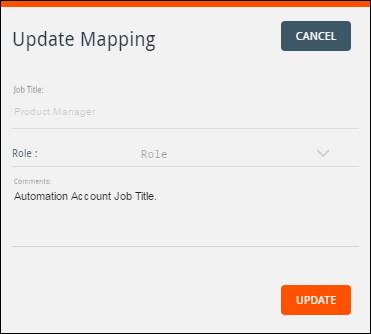 Update Mapping
CANCEL
Job Title:
Product Manager
Role :
Role
Comments:
Automation Account Job Title.
UPDATE